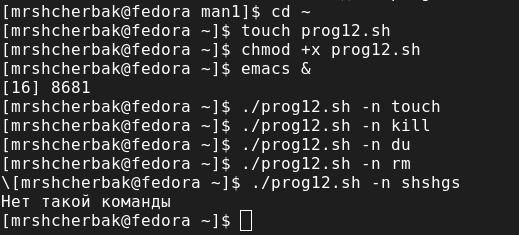 [mrshcherbak@fedora man1]$ cd ~
[mrshcherbak@fedora ~]$ touch prog12.sh
[mrshcherbak@fedora ~]$ chmod +x prog12.sh
[mrshcherbak@fedora ~]$ emacs &
[16] 8681
[mrshcherbak@fedora ~]$ ./prog12.sh -n touch
[mrshcherbak@fedora ~]$ ./prog12.sh -n kill
[mrshcherbak@fedora ~]$ ./prog12.sh -n du
[mrshcherbak@fedora ~]$ ./prog12.sh -n rm
\[mrshcherbak@fedora ~]$ ./prog12.sh -n shshgs
Нет такой команды
[mrshcherbak@fedora ~]$